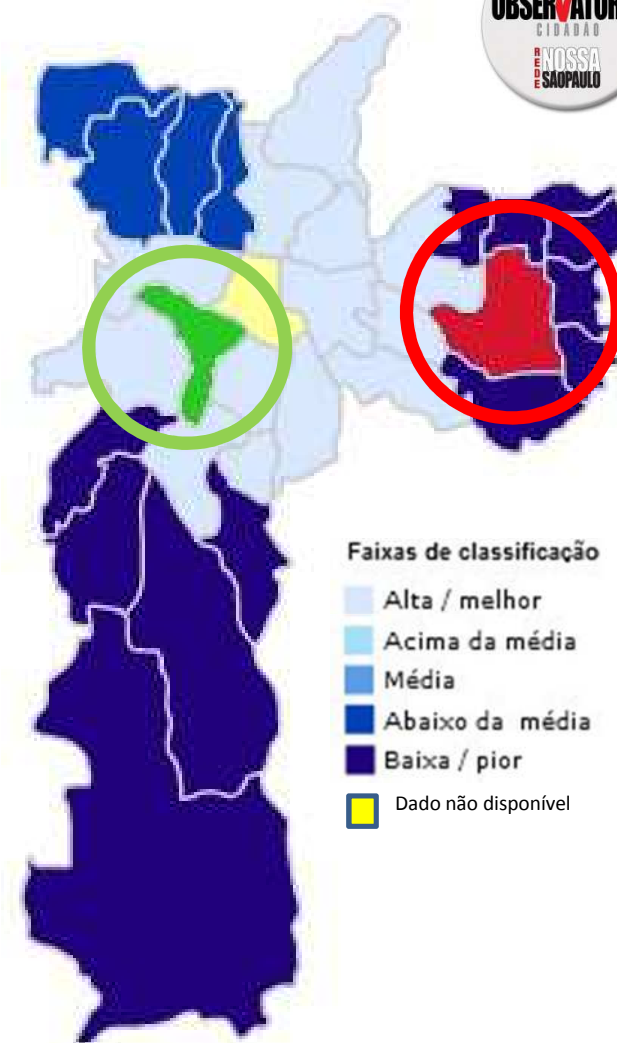 CIDADÃO
REDE
NOSSA
SÃOPAULO
Faixas de classificação
Alta / melhor
Acima da média
Média
Abaixo da média
Baixa / pior
Dado não disponível